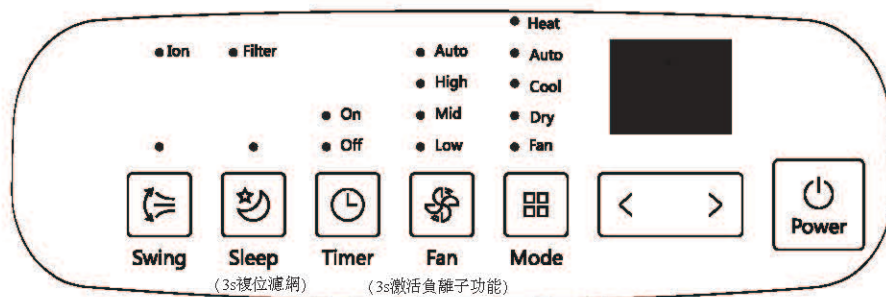 Heat
Ion Filter Auto Auto
High Cool
On Mid Dry
Off Low Fan
< >
Power
Swing Sleep Timer Fan Mode
(3s複位濾網) (3s激活負離子功能)